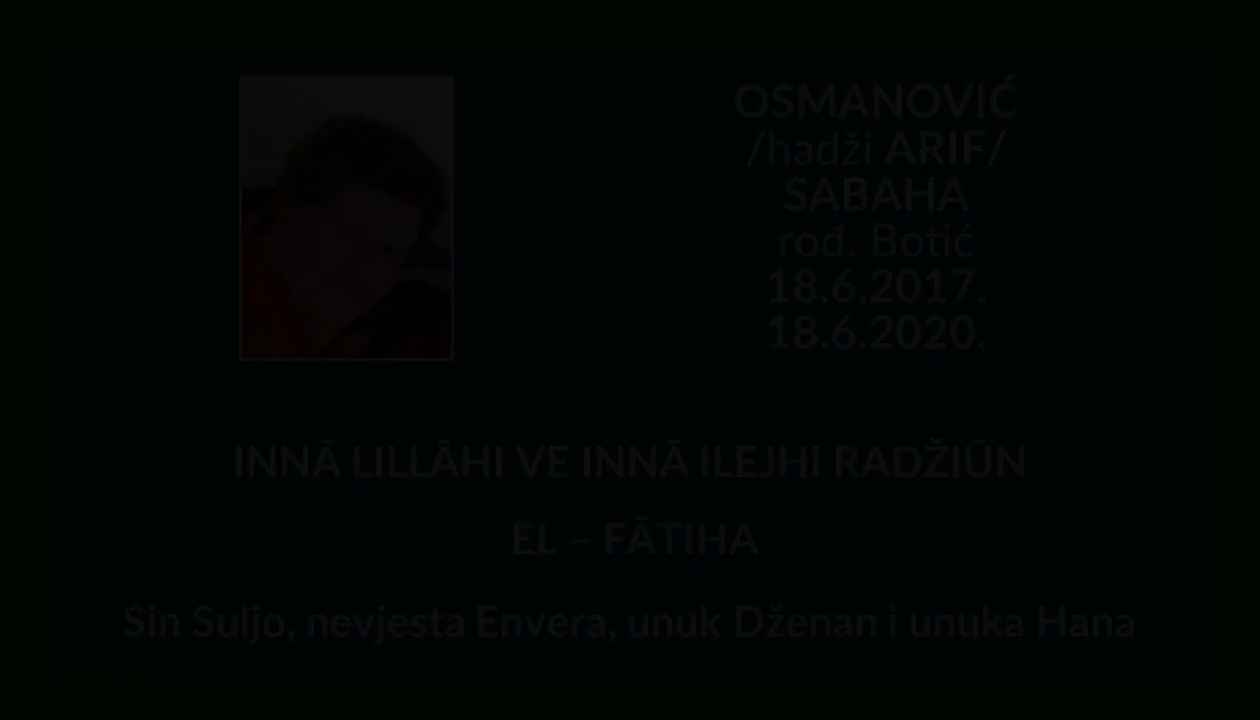 OSMANOVIĆ
/hadži ARIF/
SABAHA
rođ. Botić
18.6.2017.
18.6.2020.
INNĀ LILLĀHI VE INNĀ ILEJHI RADŽIŪN
EL – FĀTIHA
Sin Suljo, nevjesta Envera, unuk Dženan i unuka Hana